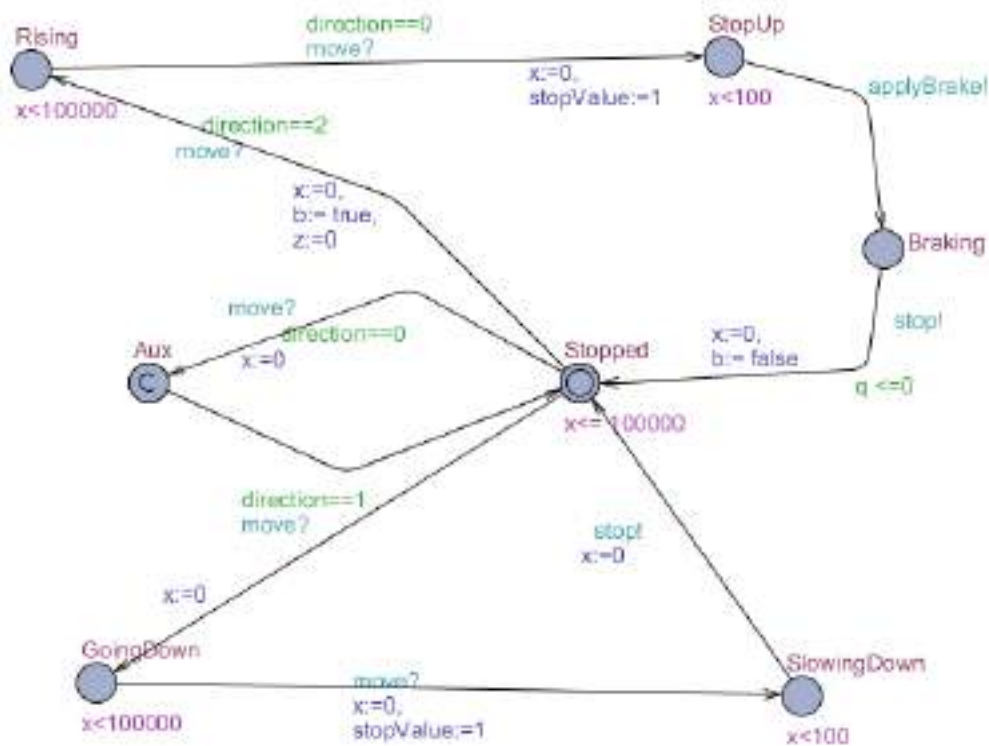 direction==0
move?
Rising
StopUp
x<100000
x:=0,
stopValue:=1
x<100
applyBrake!
direction==2
move?
x:=0,
b:= true,
z:=0
Braking
stop!
move?
direction==0
x:=0
Aux
C
Stopped
x<= 100000
x:=0,
b:= false
q <=0
direction==1
move?
x:=0
stop!
x:=0
GoingDown
x<100000
move?
x:=0,
stopValue:=1
SlowingDown
x<100